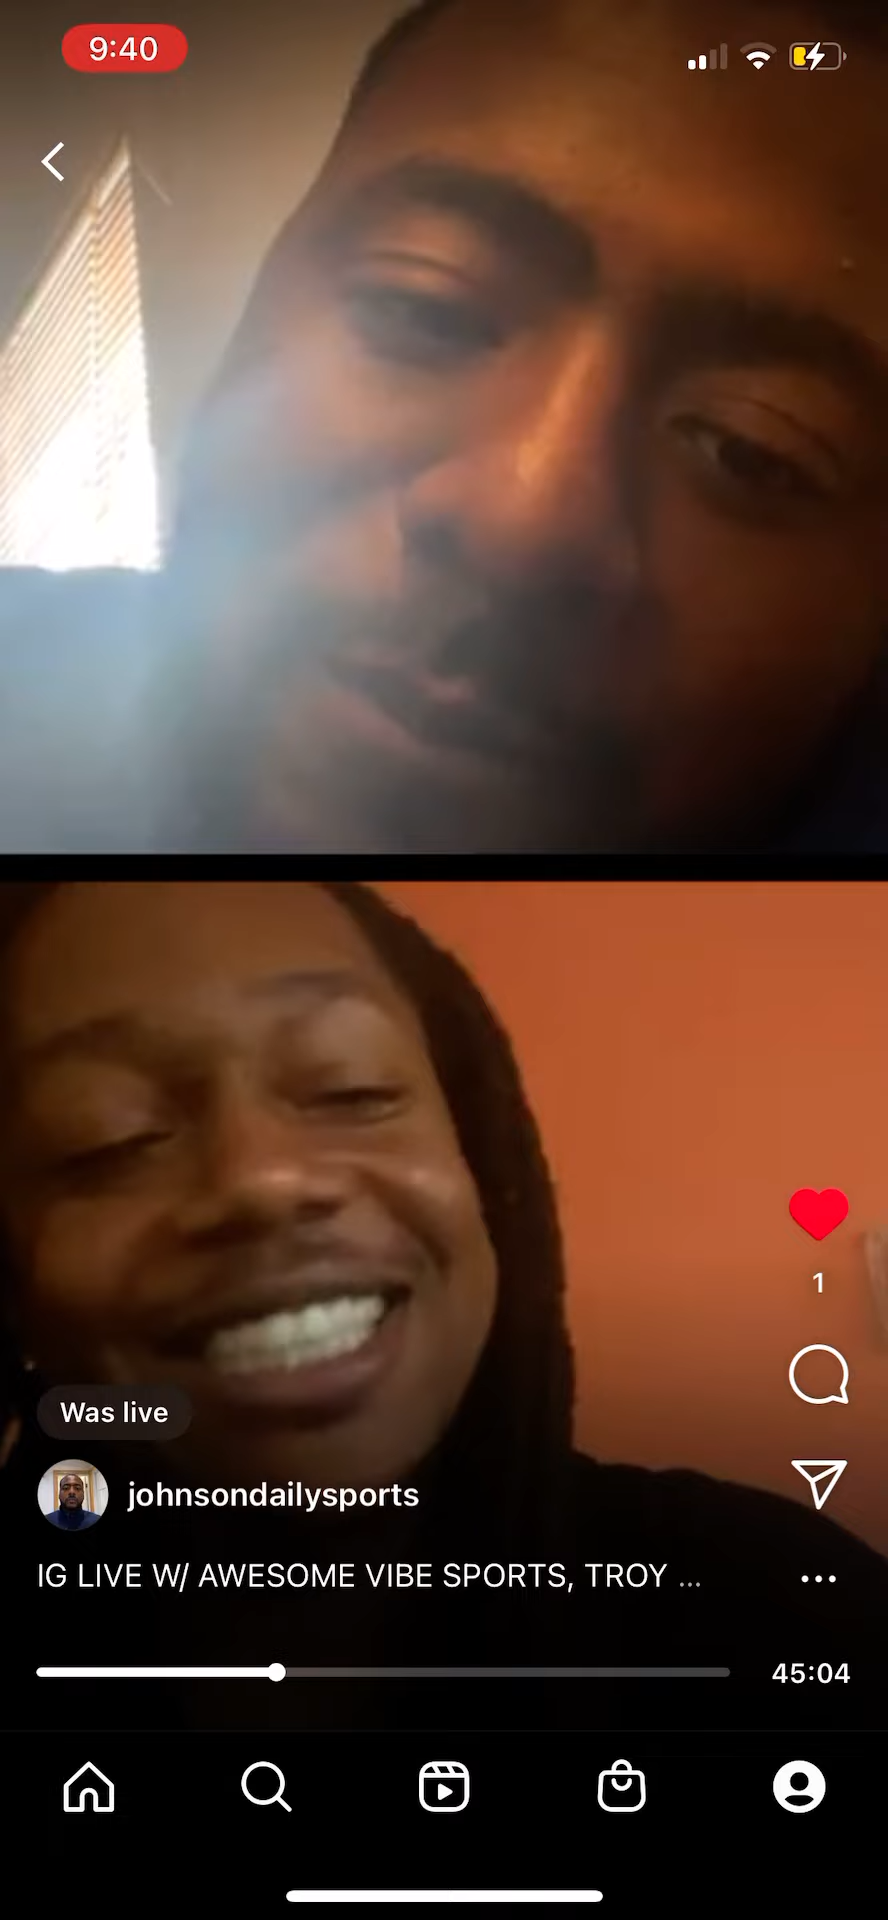 9:40
Was live
johnsondailysports
IG LIVE W/ AWESOME VIBE SPORTS, TROY ...
1
45:04